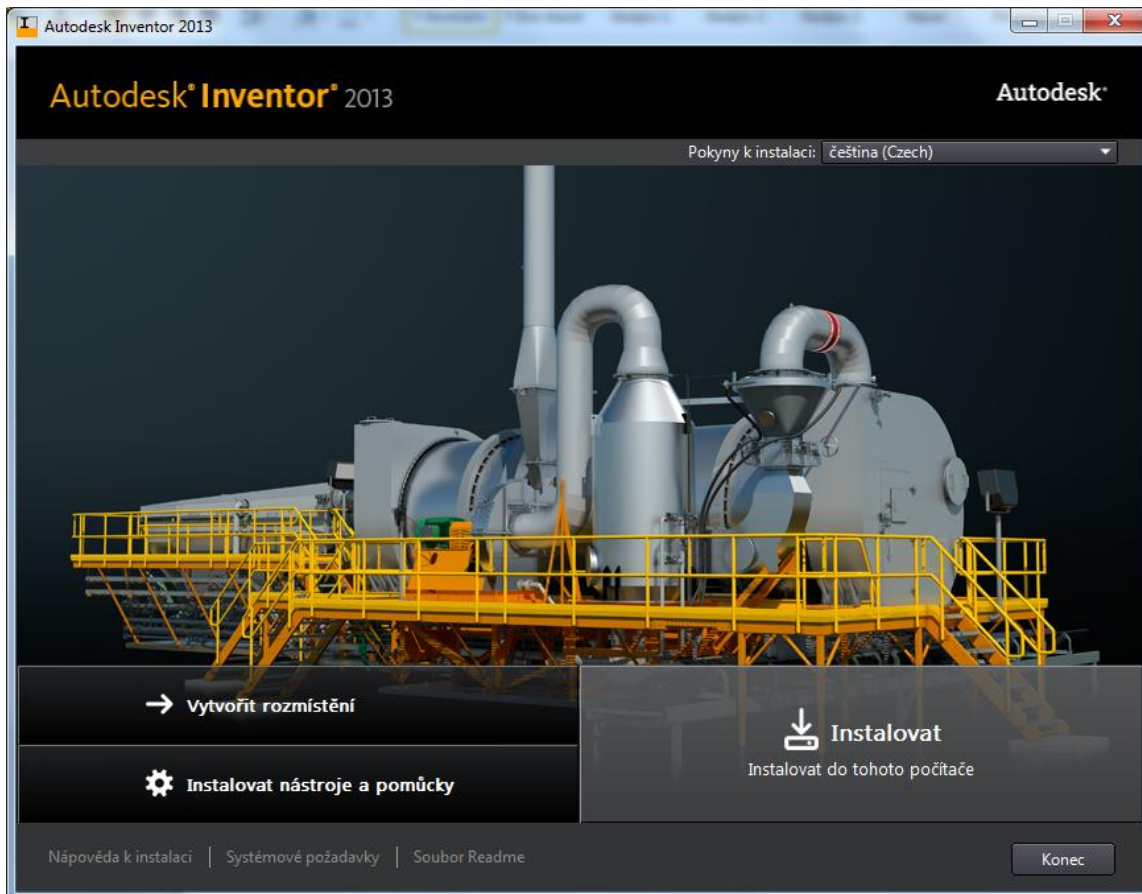 Autodesk Inventor 2013
Autodesk® Inventor® 2013
Autodesk®
Pokyny k instalaci: čeština (Czech)
Vytvořit rozmístění
Instalovat nástroje a pomůcky
Instalovat
Instalovat do tohoto počítače
Nápověda k instalaci | Systémové požadavky | Soubor Readme
Konec